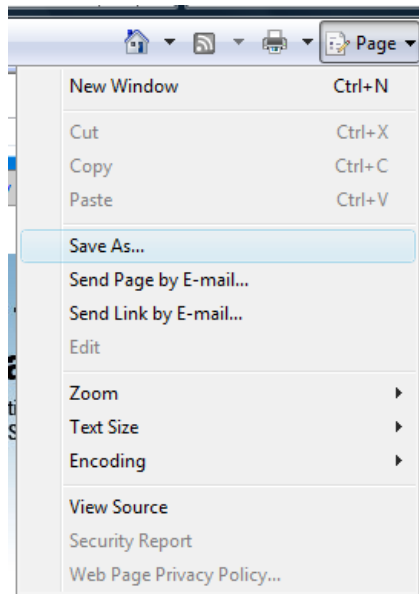 Page
New Window Ctrl+N
Cut Ctrl+X
Copy Ctrl+C
Paste Ctrl+V
Save As...
Send Page by E-mail...
Send Link by E-mail...
Edit
Zoom
Text Size
Encoding
View Source
Security Report
Web Page Privacy Policy...